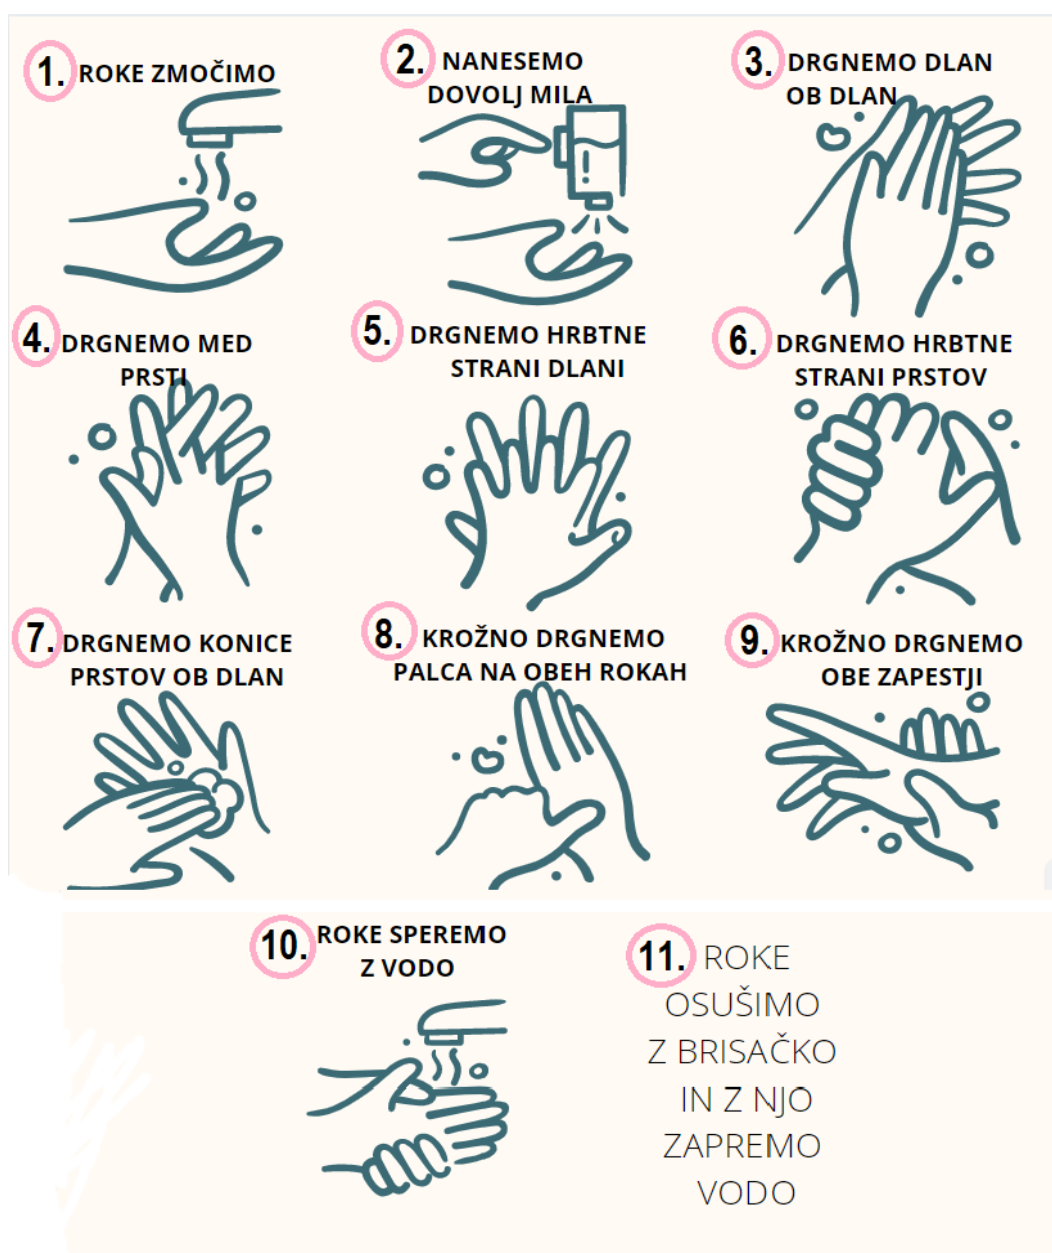 1. ROKE ZMOČIMO
2. NANESEMO
DOVOLJ MILA
3. DRGNEMO DLAN
OB DLAN
4. DRGNEMO MED
PRSTI
5. DRGNEMO HRBTNE
STRANI DLANI
6. DRGNEMO HRBTNE
STRANI PRSTOV
7. DRGNEMO KONICE
PRSTOV OB DLAN
8. KROŽNO DRGNEMO
PALCA NA OBEH ROKAH
9. KROŽNO DRGNEMO
OBE ZAPESTJI
10. ROKE SPEREMO
Z VODO
11. ROKE
OSUŠIMO
Z BRISAČKO
IN Z NJO
ZAPREMO
VODO